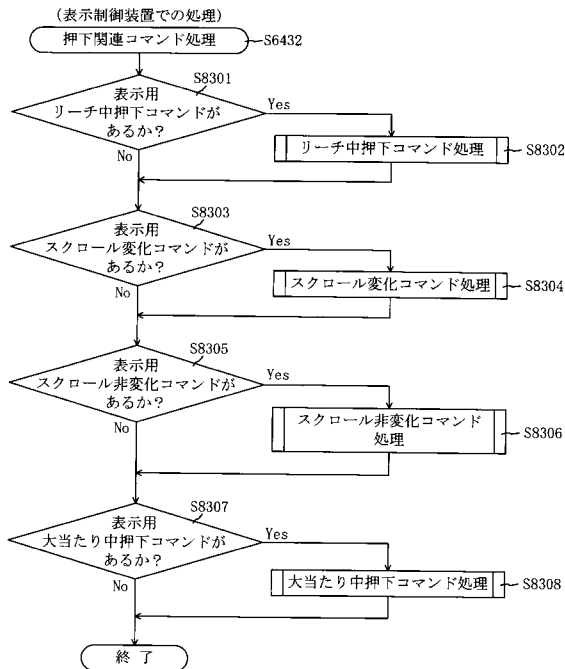 (表示制御装置での処理)
押下関連コマンド処理
S6432
S8301
表示用
リーチ中押下コマンドが
あるか?
Yes
No
リーチ中押下コマンド処理
S8302
S8303
表示用
スクロール変化コマンドが
あるか?
Yes
No
スクロール変化コマンド処理
S8304
S8305
表示用
スクロール非変化コマンドが
あるか?
Yes
No
スクロール非変化コマンド
処理
S8306
S8307
表示用
大当たり中押下コマンドが
あるか?
Yes
No
大当たり中押下コマンド処理
S8308
終了